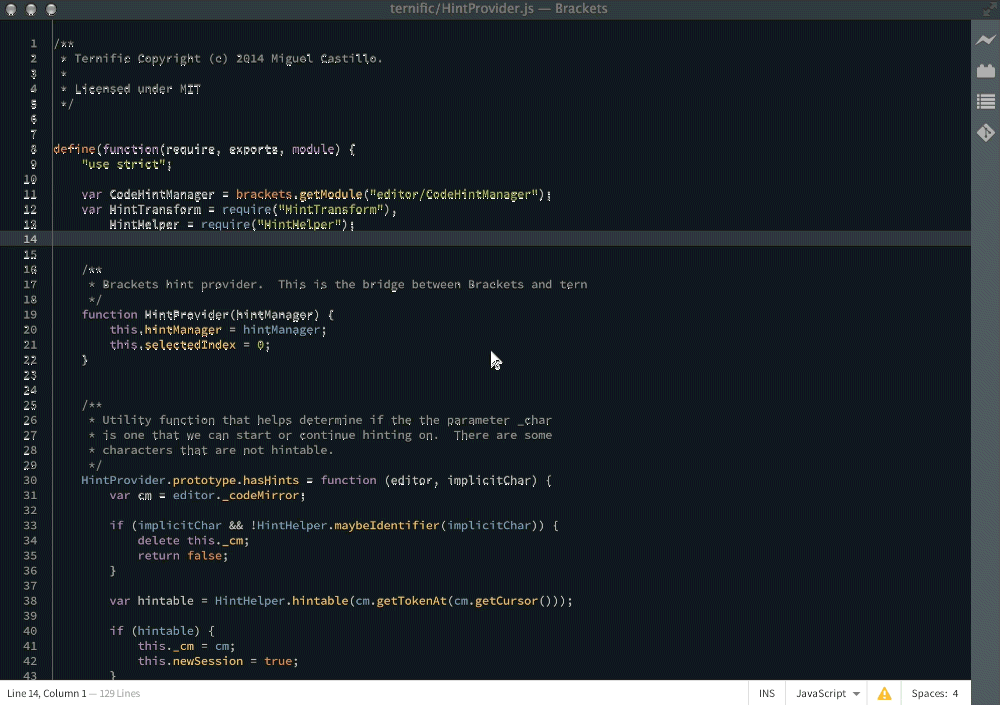 ternific/HintProvider.js — Brackets
1 /**
2 * Ternific Copyright (c) 2014 Miguel Castillo.
3 *
4 * Licensed under MIT
5 */
6
7
8 define(function(require, exports, module) {
9 "use strict";
10
11 var CodeHintManager = brackets.getModule("editor/CodeHintManager");
12 var HintTransform = require("HintTransform"),
13 HintHelper = require("HintHelper");
14
15
16 /**
17 * Brackets hint provider.  This is the bridge between Brackets and tern
18 */
19 function HintProvider(hintManager) {
20 this.hintManager = hintManager;
21 this.selectedIndex = 0;
22 }
23
24
25 /**
26 * Utility function that helps determine if the the parameter _char
27 * is one that we can start or continue hinting on.  There are some
28 * characters that are not hintable.
29 */
30 HintProvider.prototype.hasHints = function (editor, implicitChar) {
31 var cm = editor._codeMirror;
32
33 if (implicitChar && !HintHelper.maybeIdentifier(implicitChar)) {
34 delete this._cm;
35 return false;
36 }
37
38 var hintable = HintHelper.hintable(cm.getTokenAt(cm.getCursor()));
39
40 if (hintable) {
41 this._cm = cm;
42 this.newSession = true;
43 }
Line 14, Column 1 — 129 Lines
INS
JavaScript
Spaces: 4